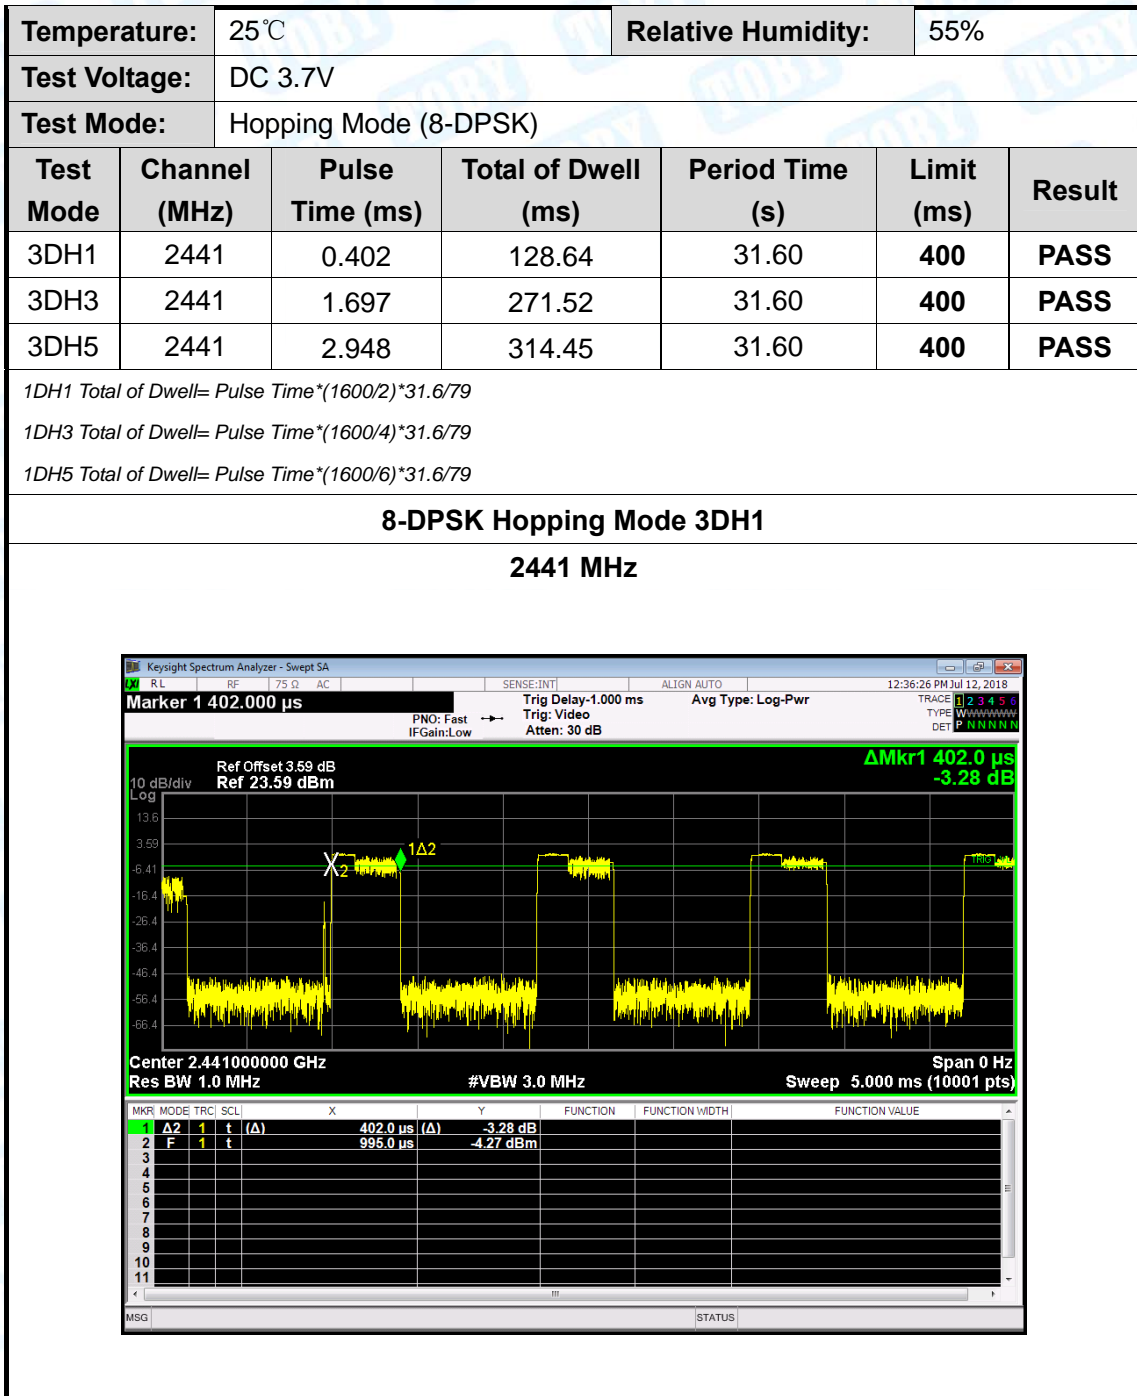 Temperature: 25℃ Relative Humidity: 55%
Test Voltage: DC 3.7V
Test Mode: Hopping Mode (8-DPSK)
Test Mode Channel (MHz) Pulse Time (ms) Total of Dwell (ms) Period Time (s) Limit (ms) Result
3DH1 2441 0.402 128.64 31.60 400 PASS
3DH3 2441 1.697 271.52 31.60 400 PASS
3DH5 2441 2.948 314.45 31.60 400 PASS
1DH1 Total of Dwell= Pulse Time*(1600/2)*31.6/79
1DH3 Total of Dwell= Pulse Time*(1600/4)*31.6/79
1DH5 Total of Dwell= Pulse Time*(1600/6)*31.6/79
8-DPSK Hopping Mode 3DH1
2441 MHz
Keysight Spectrum Analyzer - Swept SA
LXI RL RF 75 Ω AC SENSE:INT ALIGN AUTO 12:36:26 PM Jul 12, 2018
Marker 1 402.000 µs
PNO: Fast
IFGain:Low
Trig Delay-1.000 ms
Trig: Video
Atten: 30 dB
Avg Type: Log-Pwr
TRACE 1 2 3 4 5 6
TYPE WWWWWW
DET P N N N N N
ΔMkr1 402.0 µs
-3.28 dB
Ref Offset 3.59 dB
10 dB/div Ref 23.59 dBm
Log
13.6
3.59
-6.41
-16.4
-26.4
-36.4
-46.4
-56.4
-66.4
1Δ2
2
Center 2.441000000 GHz Span 0 Hz
Res BW 1.0 MHz #VBW 3.0 MHz Sweep 5.000 ms (10001 pts)
MKR MODE TRC SCL X Y FUNCTION FUNCTION WIDTH FUNCTION VALUE
1 Δ2 1 t (Δ) 402.0 µs (Δ) -3.28 dB
2 F 1 t 995.0 µs -4.27 dBm
3
4
5
6
7
8
9
10
11
MSG STATUS